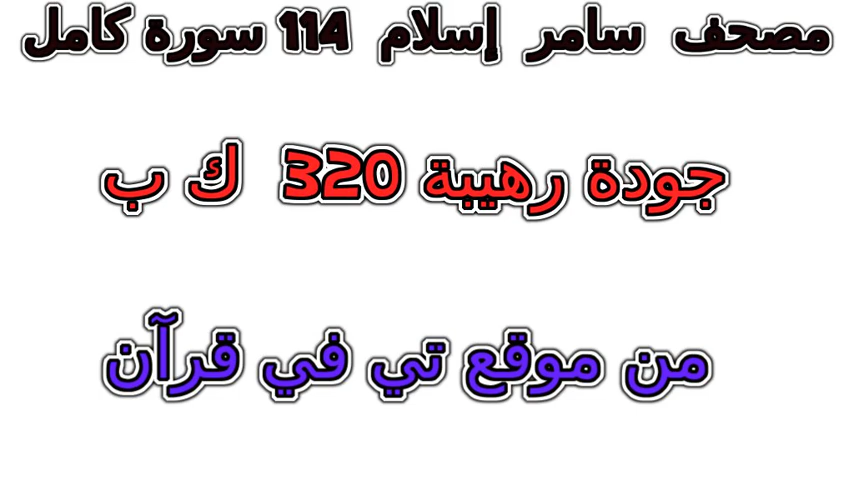 مصحف سامر إسلام 114 سورة كامل
جودة رهيبة 320 ك ب
من موقع تي في قرآن